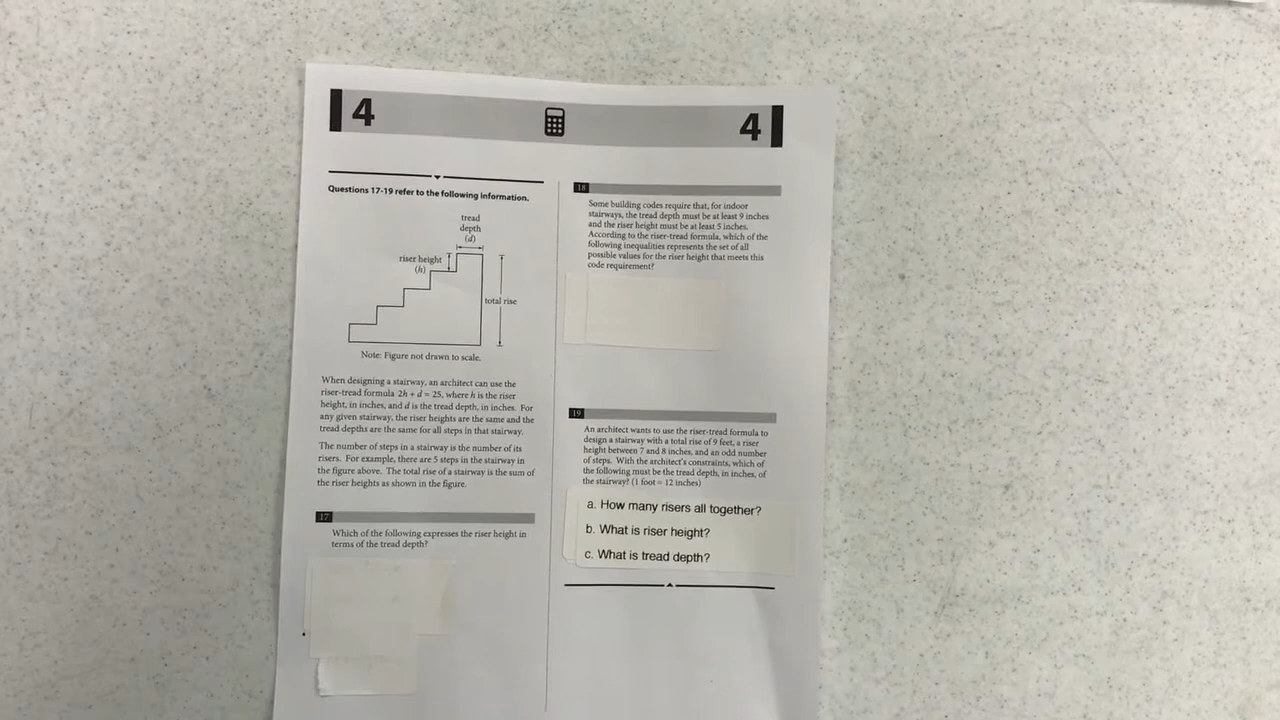 4
4
Questions 17-19 refer to the following information.
tread
depth
(d)
riser height
(h)
total rise
Note: Figure not drawn to scale.
When designing a stairway, an architect can use the
riser-tread formula 2h + d = 25, where h is the riser
height, in inches, and d is the tread depth, in inches. For
any given stairway, the riser heights are the same and the
tread depths are the same for all steps in that stairway.
The number of steps in a stairway is the number of its
risers. For example, there are 5 steps in the stairway in
the figure above. The total rise of a stairway is the sum of
the riser heights as shown in the figure.
17
Which of the following expresses the riser height in
terms of the tread depth?
18
Some building codes require that, for indoor
stairways, the tread depth must be at least 9 inches
and the riser height must be at least 5 inches.
According to the riser-tread formula, which of the
following inequalities represents the set of all
possible values for the riser height that meets this
code requirement?
19
An architect wants to use the riser-tread formula to
design a stairway with a total rise of 9 feet, a riser
height between 7 and 8 inches, and an odd number
of steps. With the architect's constraints, which of
the following must be the tread depth, in inches, of
the stairway? (1 foot = 12 inches)
a. How many risers all together?
b. What is riser height?
c. What is tread depth?